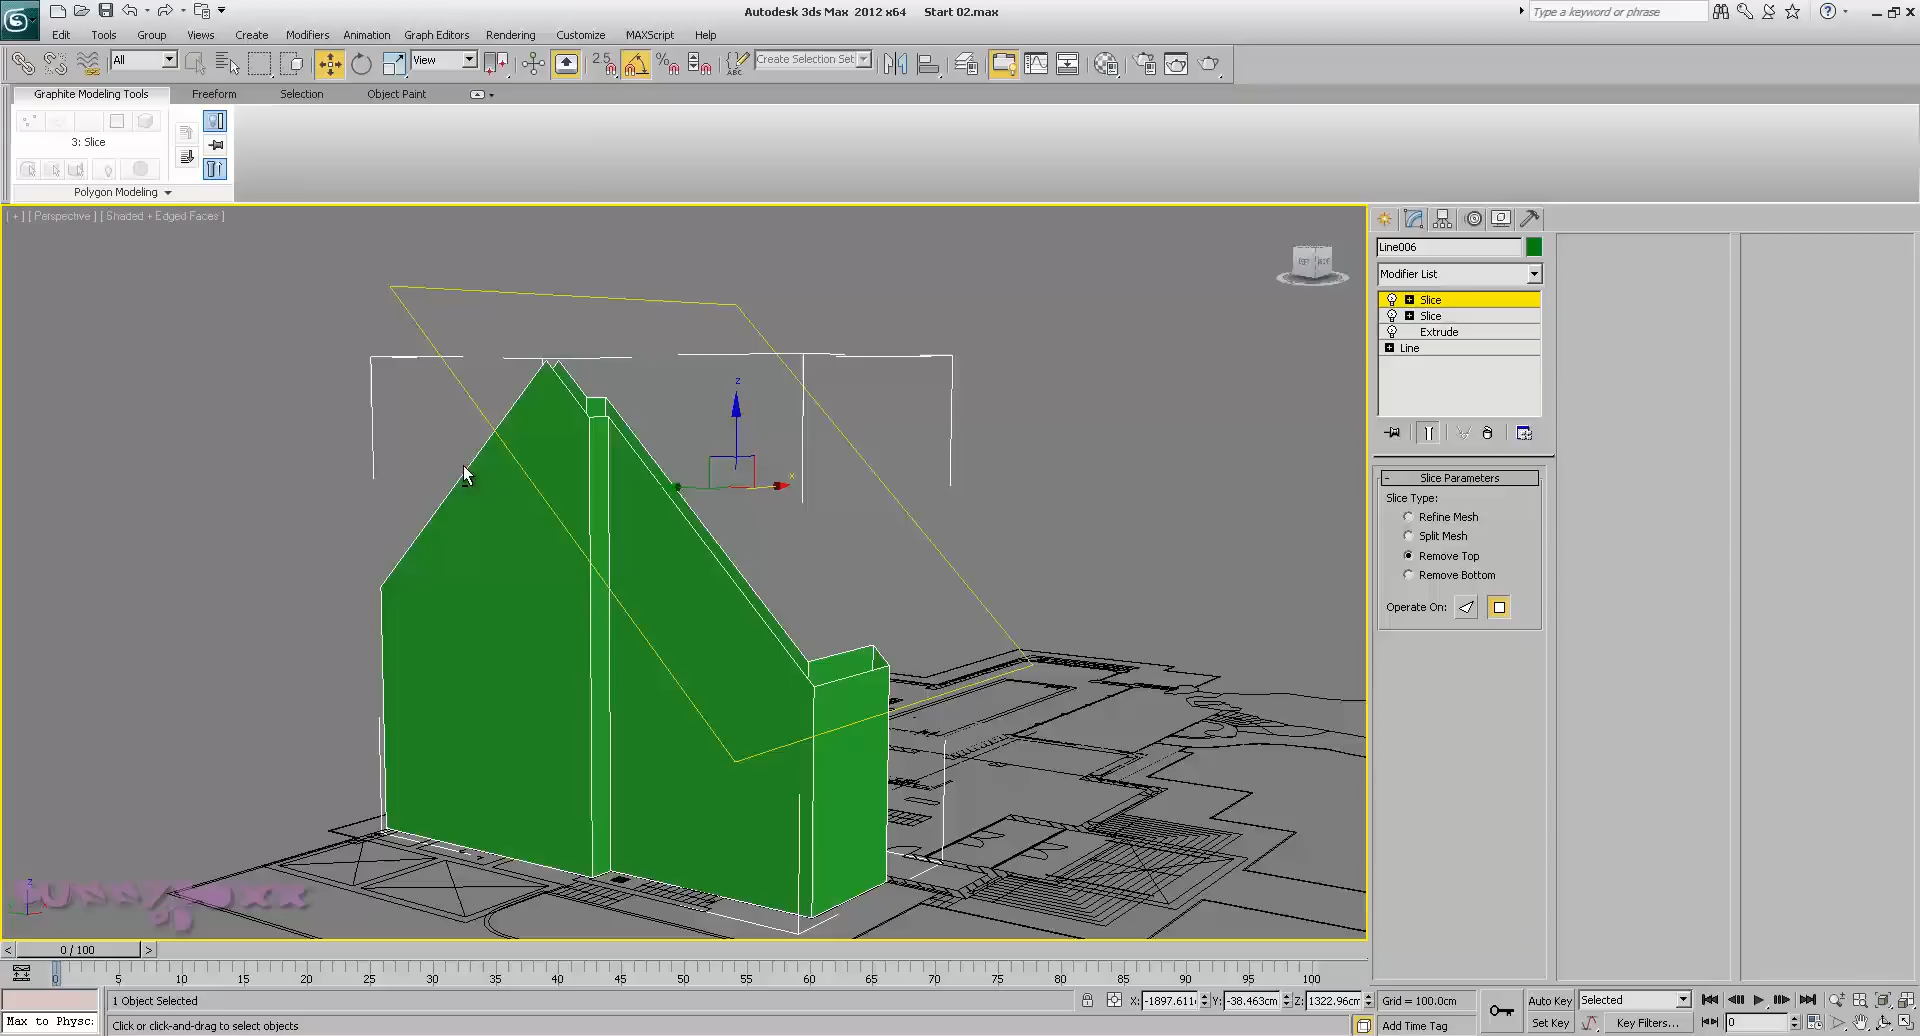 Autodesk 3ds Max 2012 x64 Start 02.max
Type a keyword or phrase
Edit Tools Group Views Create Modifiers Animation Graph Editors Rendering Customize MAXScript Help
All
View
2.5
Create Selection Set
Graphite Modeling Tools Freeform Selection Object Paint
3: Slice
Polygon Modeling
[ + ] [ Perspective ] [ Shaded + Edged Faces ]
Line006
Modifier List
Slice
Slice
Extrude
Line
Slice Parameters
Slice Type:
Refine Mesh
Split Mesh
Remove Top
Remove Bottom
Operate On:
z
x
0 / 100
0 5 10 15 20 25 30 35 40 45 50 55 60 65 70 75 80 85 90 95 100
1 Object Selected
X: -1897.611 Y: -38.463cm Z: 1322.96cm
Grid = 100.0cm
Auto Key
Selected
Max to Physc:
Click or click-and-drag to select objects
Add Time Tag
Set Key
Key Filters...
0